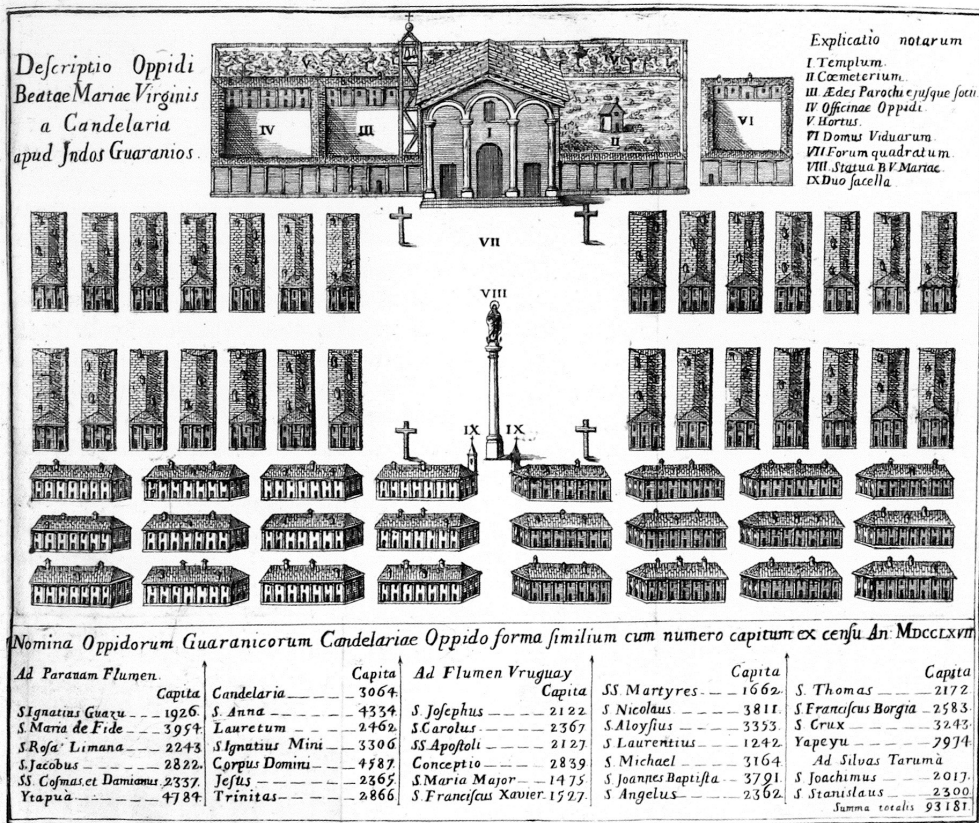 Descriptio Oppidi
Beatae Mariae Virginis
a Candelaria
apud Jndos Guaranios.
Explicatio notarum
I Templum.
II Cœmeterium.
III Ædes Parochi ejusque socii
IV Officinae Oppidi.
V. Hortus.
VI Domus Viduarum.
VII Forum quadratum.
VIII. Statua B.V. Mariae.
IX Duo sacella.
V
IV
III
I
II
VI
VII
VIII
IX IX
Nomina Oppidorum Guaranicorum Candelariae Oppido forma similium cum numero capitum ex censu An: MDCCLXVII
Ad Paranam Flumen.
Capita
S.Ignatius Guazu 1926.
S. Maria de Fide 3954
S. Rosa Limana 2243
S. Jacobus 2822.
SS. Cosmas, et Damianus 2337.
Ytapuà 4784
Capita
Candelaria 3064
S. Anna 4334
Lauretum 2462
S Ignatius Mini 3306
Corpus Domini 4587
Jesus 2365
Trinitas 2866
Ad Flumen Vruguay
Capita
S. Josephus 2122
S. Carolus 2367
SS. Apostoli 2127
Conceptio 2839
S. Maria Major 1475
S. Franciscus Xavier 1527
Capita
SS. Martyres 1662
S. Nicolaus 3811
S. Aloysius 3353
S Laurentius 1242
S. Michael 3164
S. Joannes Baptista 3791
S Angelus 2362
Capita
S. Thomas 2172
S. Franciscus Borgia 2583
S. Crux 3243
Yapeyu 7974
Ad Silvas Tarumà
S Joachimus 2017
S Stanislaus 2300
Summa totalis 93181